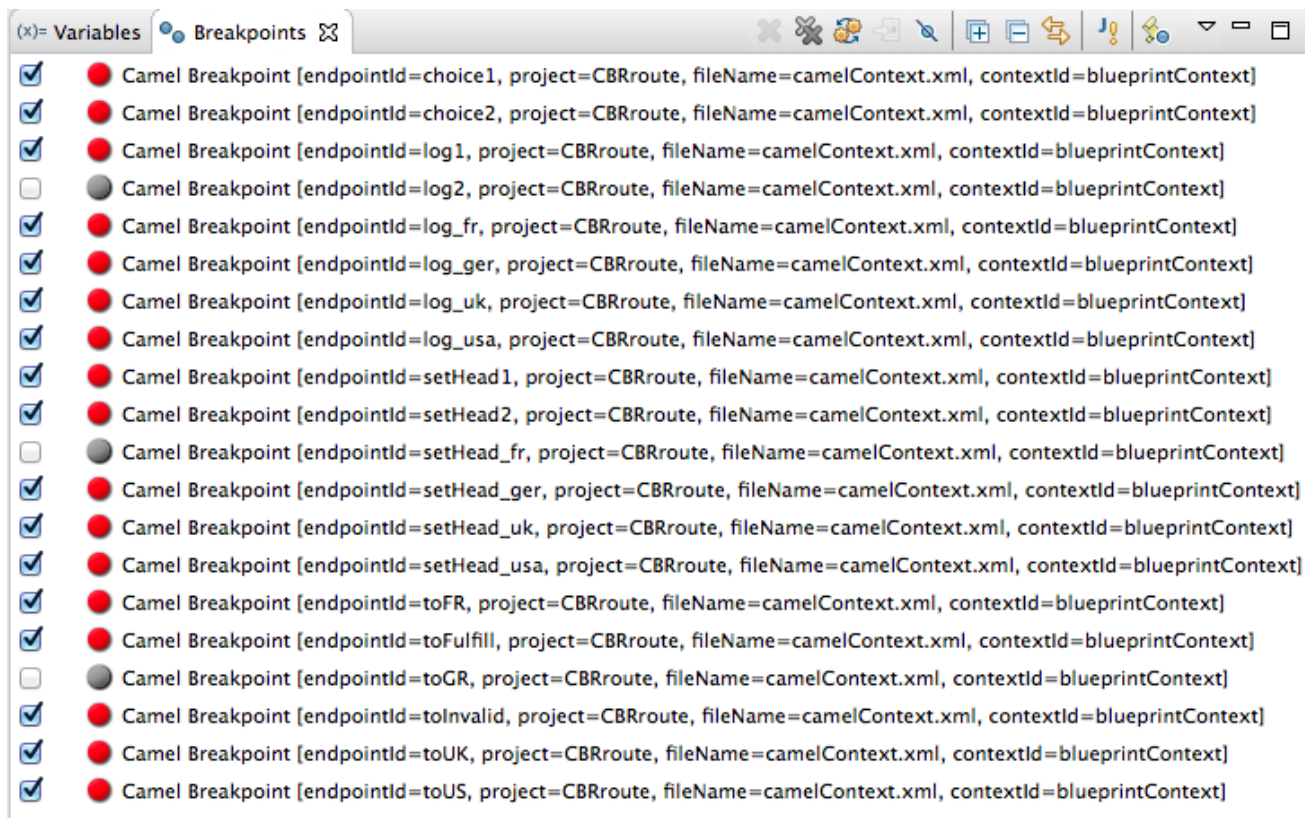 (x)= Variables Breakpoints
Camel Breakpoint [endpointId=choice1, project=CBRroute, fileName=camelContext.xml, contextId=blueprintContext]
Camel Breakpoint [endpointId=choice2, project=CBRroute, fileName=camelContext.xml, contextId=blueprintContext]
Camel Breakpoint [endpointId=log1, project=CBRroute, fileName=camelContext.xml, contextId=blueprintContext]
Camel Breakpoint [endpointId=log2, project=CBRroute, fileName=camelContext.xml, contextId=blueprintContext]
Camel Breakpoint [endpointId=log_fr, project=CBRroute, fileName=camelContext.xml, contextId=blueprintContext]
Camel Breakpoint [endpointId=log_ger, project=CBRroute, fileName=camelContext.xml, contextId=blueprintContext]
Camel Breakpoint [endpointId=log_uk, project=CBRroute, fileName=camelContext.xml, contextId=blueprintContext]
Camel Breakpoint [endpointId=log_usa, project=CBRroute, fileName=camelContext.xml, contextId=blueprintContext]
Camel Breakpoint [endpointId=setHead1, project=CBRroute, fileName=camelContext.xml, contextId=blueprintContext]
Camel Breakpoint [endpointId=setHead2, project=CBRroute, fileName=camelContext.xml, contextId=blueprintContext]
Camel Breakpoint [endpointId=setHead_fr, project=CBRroute, fileName=camelContext.xml, contextId=blueprintContext]
Camel Breakpoint [endpointId=setHead_ger, project=CBRroute, fileName=camelContext.xml, contextId=blueprintContext]
Camel Breakpoint [endpointId=setHead_uk, project=CBRroute, fileName=camelContext.xml, contextId=blueprintContext]
Camel Breakpoint [endpointId=setHead_usa, project=CBRroute, fileName=camelContext.xml, contextId=blueprintContext]
Camel Breakpoint [endpointId=toFR, project=CBRroute, fileName=camelContext.xml, contextId=blueprintContext]
Camel Breakpoint [endpointId=toFulfill, project=CBRroute, fileName=camelContext.xml, contextId=blueprintContext]
Camel Breakpoint [endpointId=toGR, project=CBRroute, fileName=camelContext.xml, contextId=blueprintContext]
Camel Breakpoint [endpointId=toInvalid, project=CBRroute, fileName=camelContext.xml, contextId=blueprintContext]
Camel Breakpoint [endpointId=toUK, project=CBRroute, fileName=camelContext.xml, contextId=blueprintContext]
Camel Breakpoint [endpointId=toUS, project=CBRroute, fileName=camelContext.xml, contextId=blueprintContext]